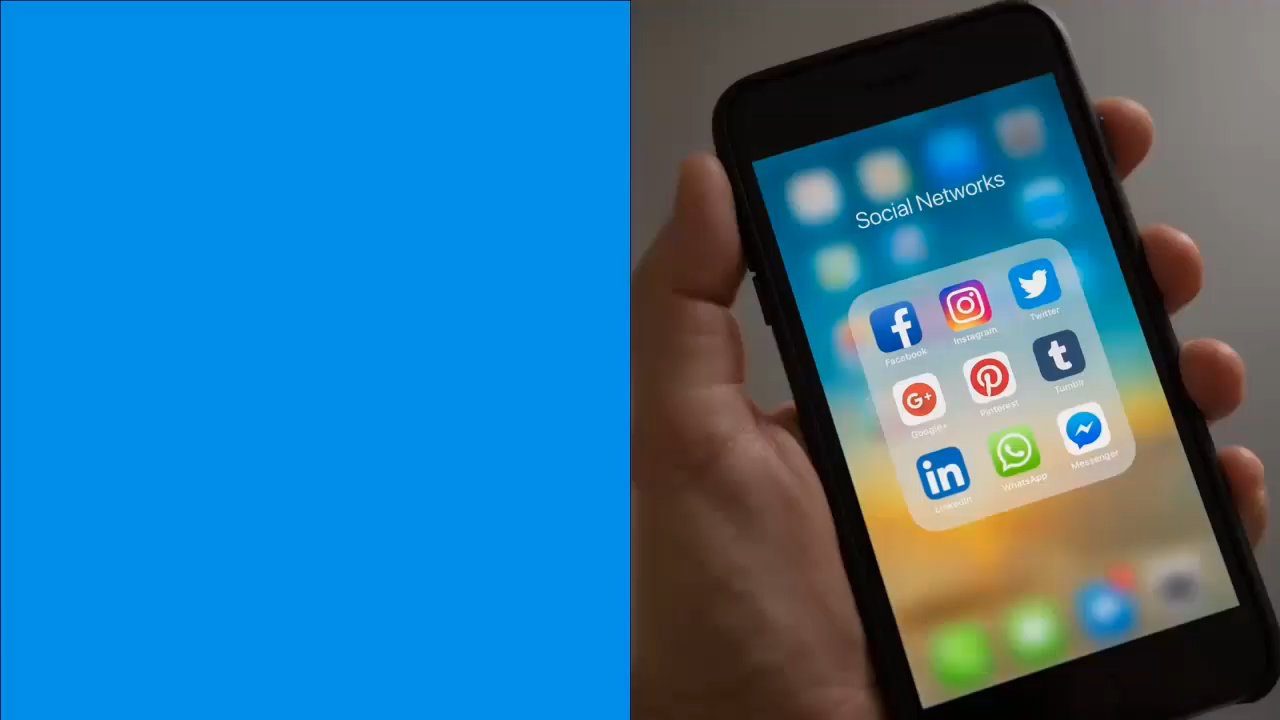 Social Networks
Facebook
Instagram
Twitter
Google+
Pinterest
Tumblr
LinkedIn
WhatsApp
Messenger